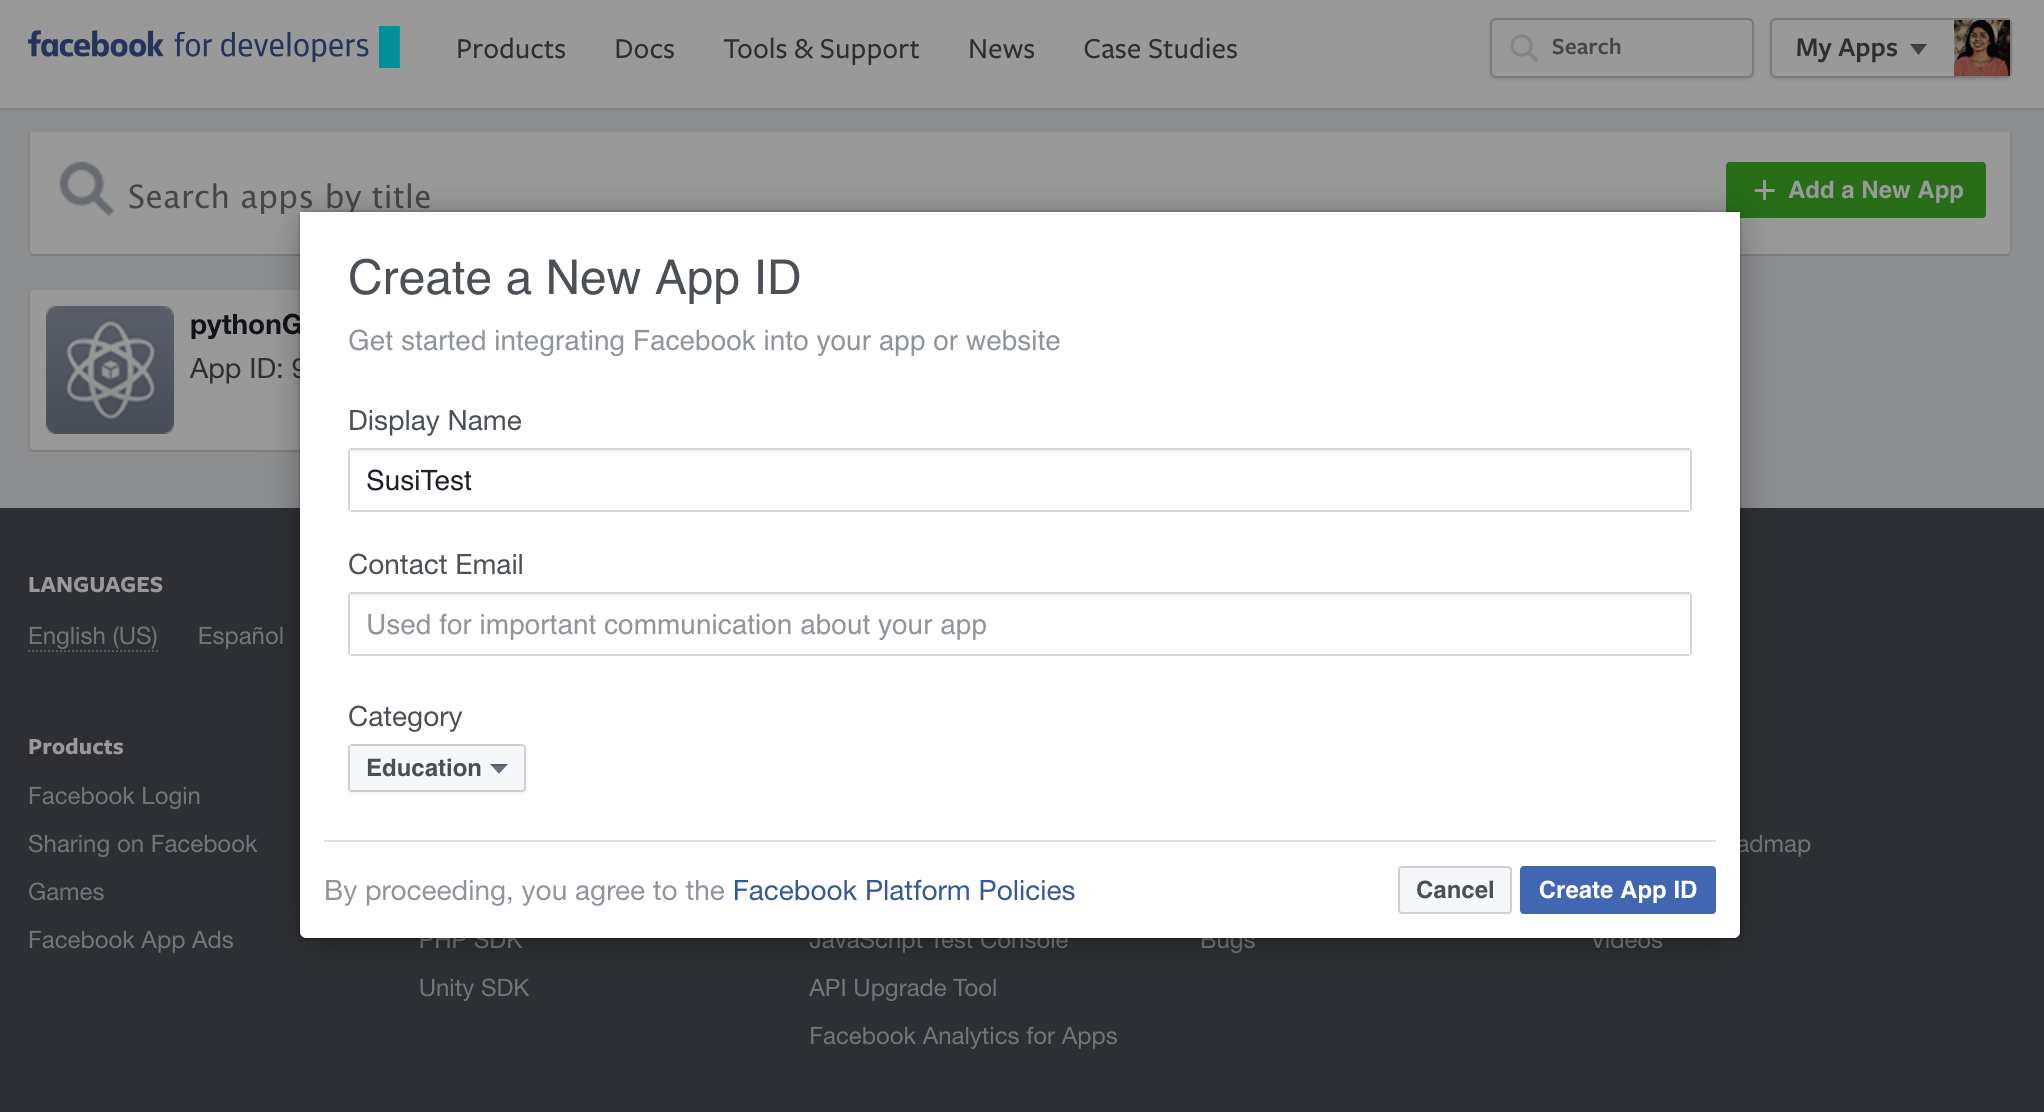 facebook for developers
Products
Docs
Tools & Support
News
Case Studies
Search
My Apps
Search apps by title
+ Add a New App
pythonG
App ID: 9
Create a New App ID
Get started integrating Facebook into your app or website
Display Name
SusiTest
Contact Email
Used for important communication about your app
Category
Education
By proceeding, you agree to the Facebook Platform Policies
Cancel
Create App ID
LANGUAGES
English (US)
Español
Products
Facebook Login
Sharing on Facebook
Games
Facebook App Ads
PHP SDK
Unity SDK
JavaScript Test Console
API Upgrade Tool
Facebook Analytics for Apps
Bugs
admap
Videos